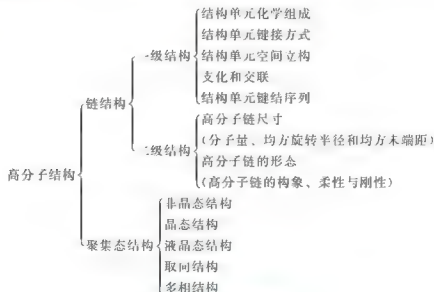 结构单元化学组成
结构单元键接方式
一级结构
结构单元空间立构
支化和交联
链结构
结构单元键结序列
高分子链尺寸
(分子量、均方旋转半径和均方末端距)
二级结构
高分子链的形态
高分子结构
(高分子链的构象、柔性与刚性)
非晶态结构
晶态结构
聚集态结构
液晶态结构
取向结构
多相结构